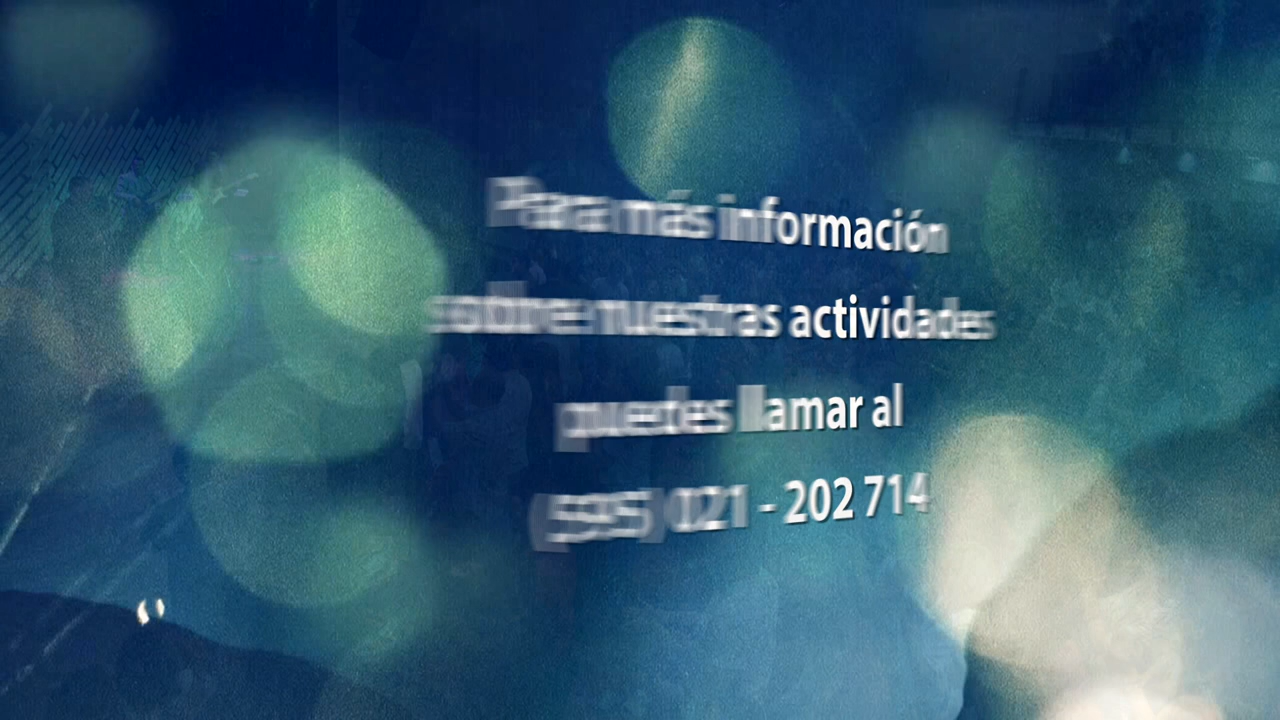 Para más información
sobre nuestras actividades
puedes llamar al
(595) 021 - 202 714